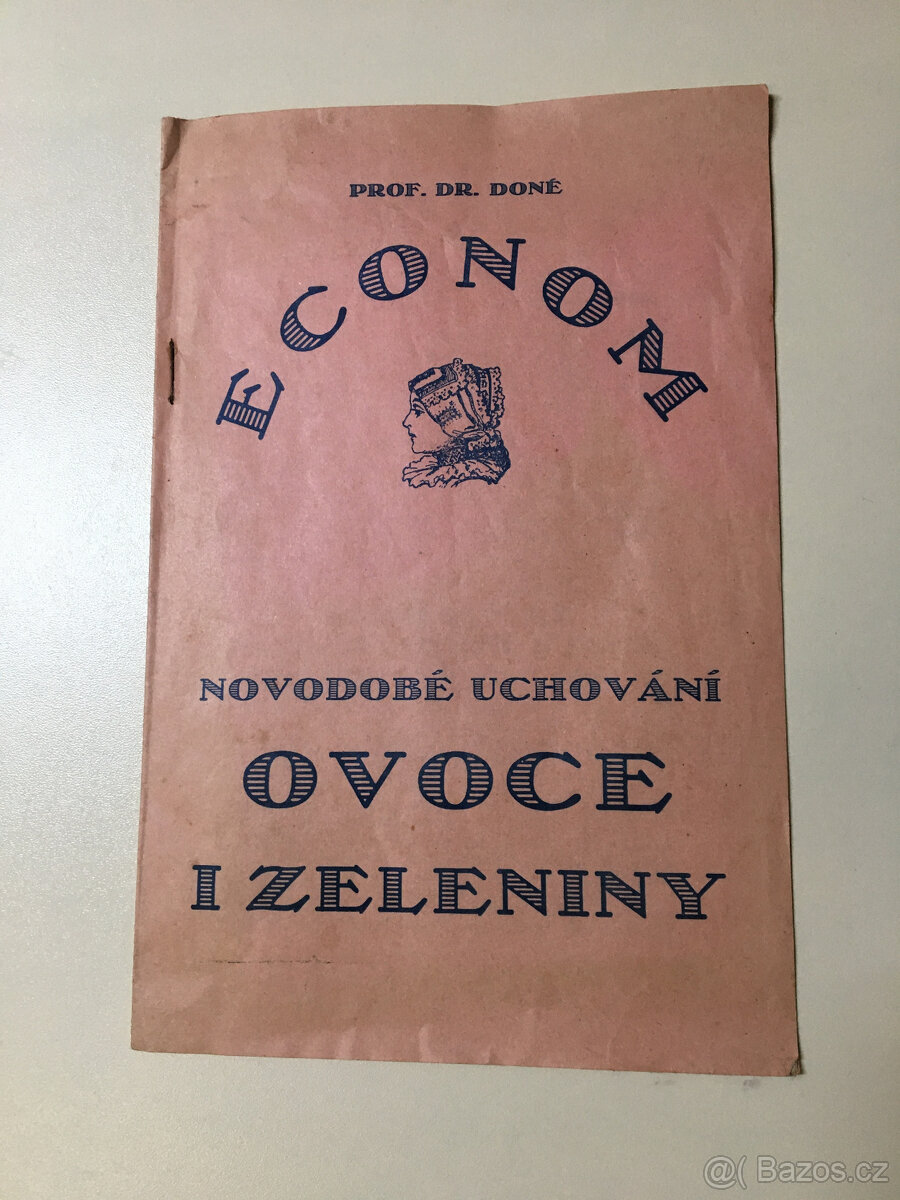 PROF. DR. DONÉ
ECONOM
NOVODOBÉ UCHOVÁNÍ
OVOCE
I ZELENINY
@( Bazos.cz